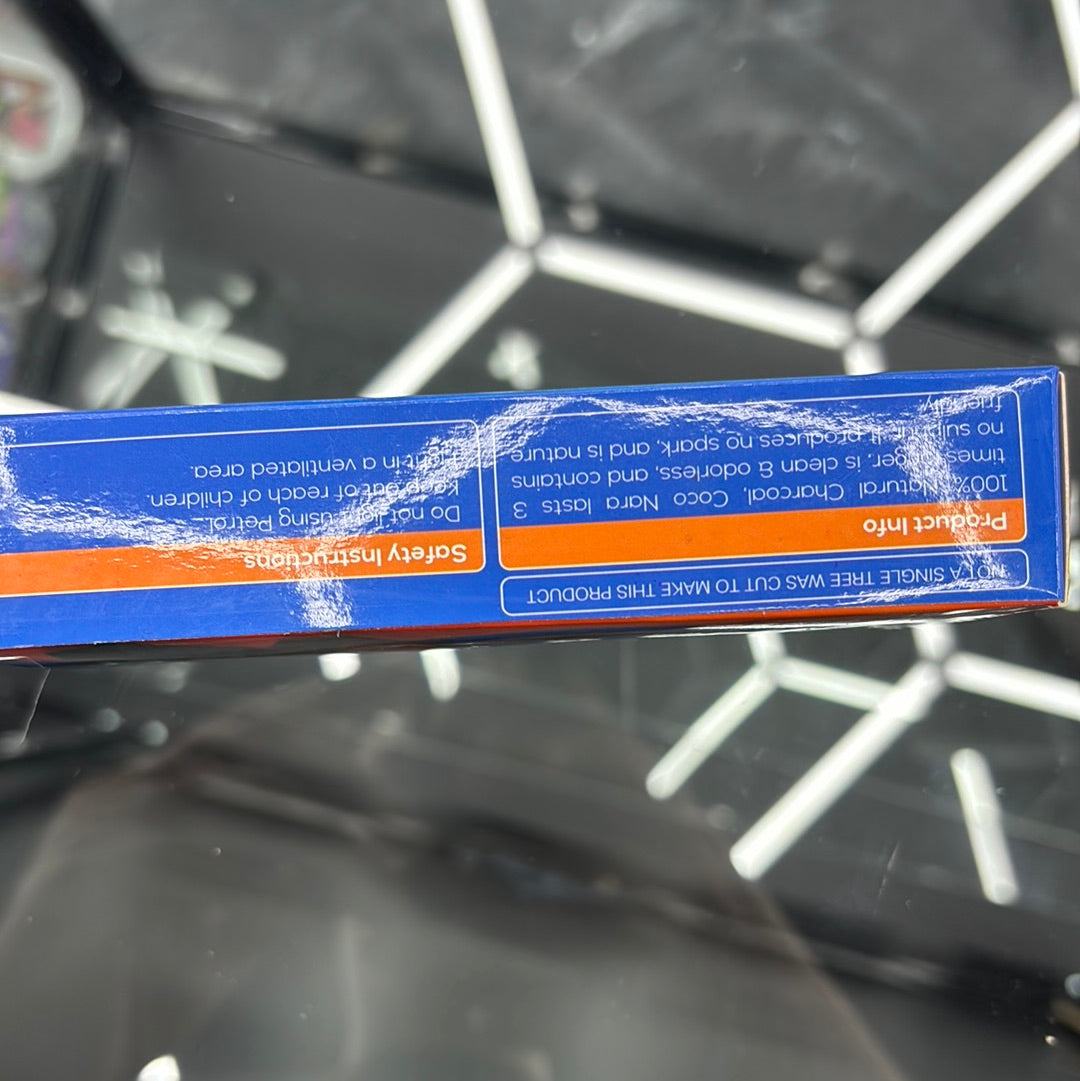 NOT A SINGLE TREE WAS CUT TO MAKE THIS PRODUCT
Product Info
100% Natural Charcoal, Coco Nara lasts 3
times longer, is clean & odorless, and contains
no sulphur. It produces no spark, and is nature
friendly
Safety Instructions
Do not light using Petrol.
Keep out of reach of children.
Light in a ventilated area.